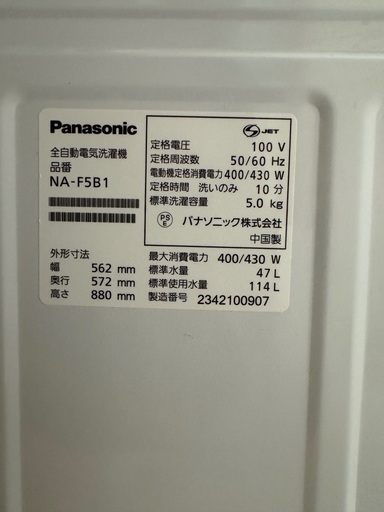 Panasonic
全自動電気洗濯機
品番
NA-F5B1
外形寸法
幅 562 mm
奥行 572 mm
高さ 880 mm
S JET
定格電圧 100 V
定格周波数 50/60 Hz
電動機定格消費電力 400/430 W
定格時間 洗いのみ 10 分
標準洗濯容量 5.0 kg
PS E パナソニック株式会社
中国製
最大消費電力 400/430 W
標準水量 47 L
標準使用水量 114 L
製造番号 2342100907